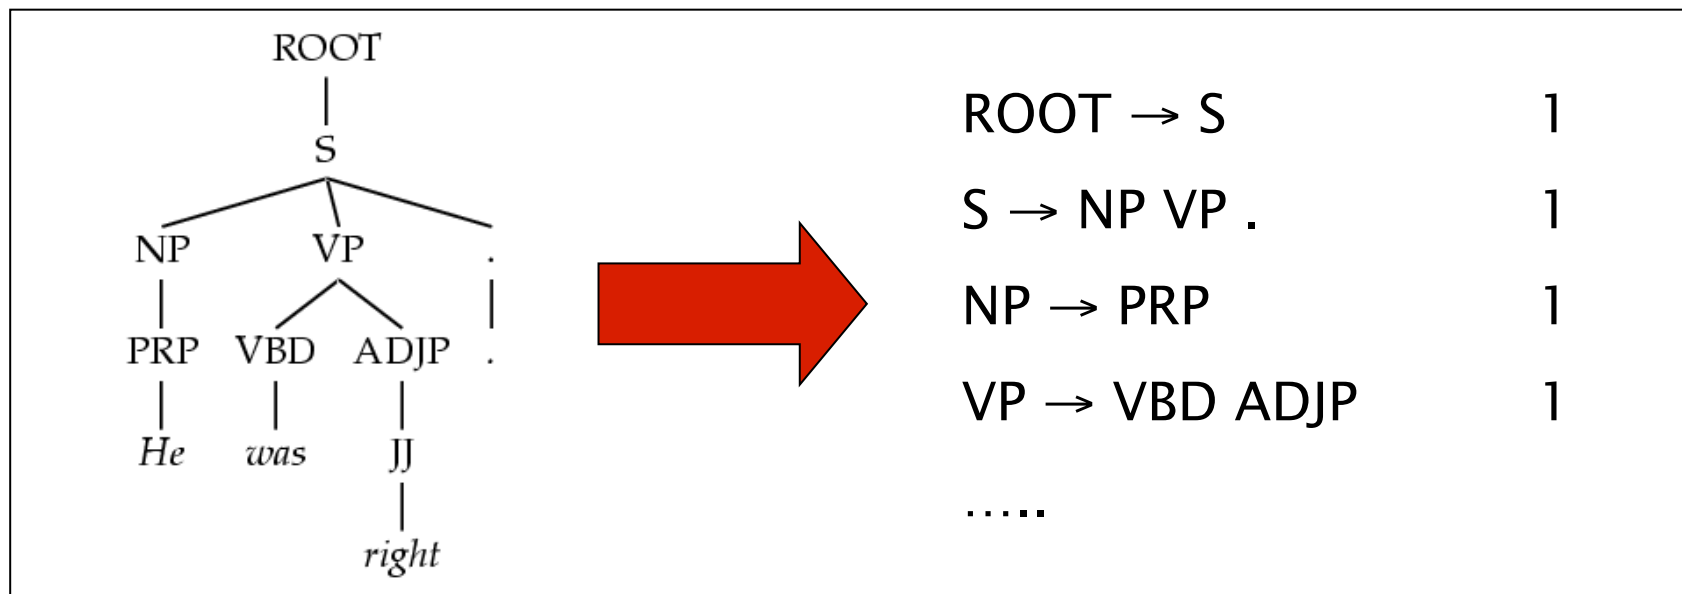 ROOT
S
NP VP .
PRP VBD ADJP .
He was JJ
right
ROOT → S 1
S → NP VP . 1
NP → PRP 1
VP → VBD ADJP 1
…..